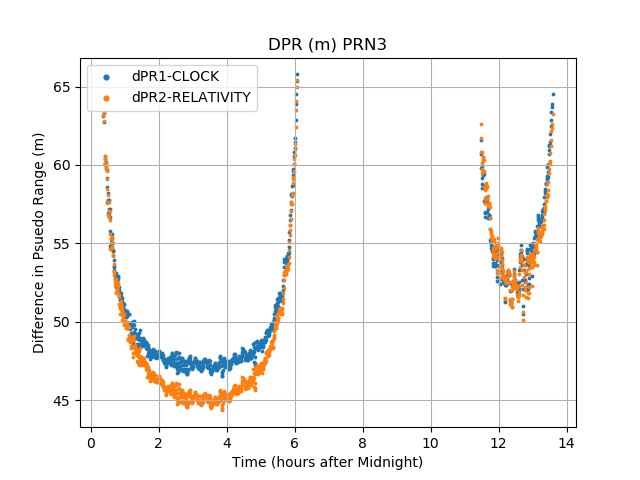 DPR (m) PRN3
dPR1-CLOCK
dPR2-RELATIVITY
Difference in Psuedo Range (m)
65
60
55
50
45
0 2 4 6 8 10 12 14
Time (hours after Midnight)